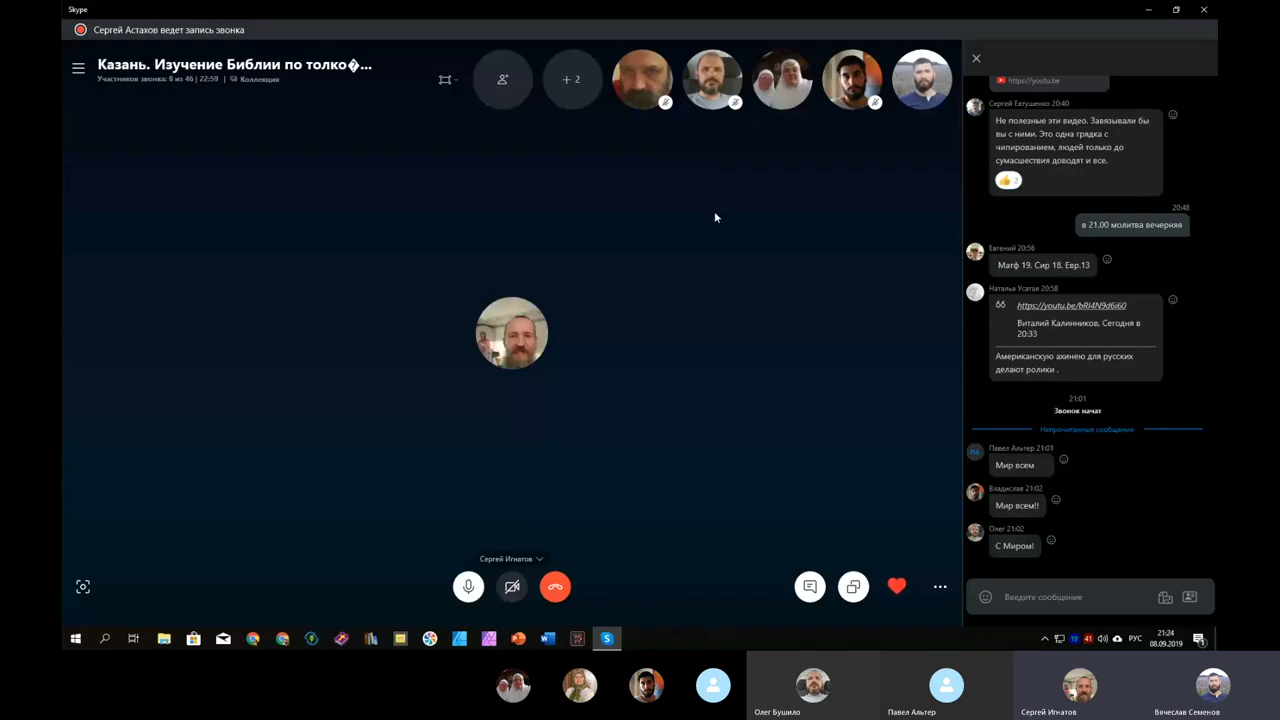 Skype
Сергей Астахов ведет запись звонка
Казань. Изучение Библии по толко�...
Участников звонка: 8 из 46 | 22:59 | Коллекция
+ 2
https://youtu.be
Сергей Евтушенко 20:40
Не полезные эти видео. Завязывали бы
вы с ними. Это одна грядка с
чипированием, людей только до
сумасшествия доводят и все.
2
20:48
в 21.00 молитва вечерняя
Евгений 20:56
Матф 19. Сир 18. Евр.13
Наталья Усатая 20:58
https://youtu.be/bRl4N9d6i60
Виталий Калинников, Сегодня в
20:33
Американскую ахинею для русских
делают ролики .
21:01
Звонок начат
Непрочитанные сообщения
ПА
Павел Альтер 21:01
Мир всем
Владислав 21:02
Мир всем!!
Олег 21:02
С Миром!
Сергей Игнатов
Введите сообщение
19
41
РУС
21:24
08.09.2019
Олег Бушило
Павел Альтер
Сергей Игнатов
Вячеслав Семенов